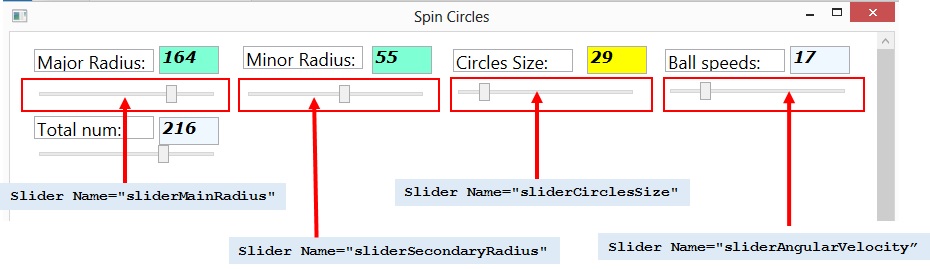 Spin Circles
Major Radius: 164
Minor Radius: 55
Circles Size: 29
Ball speeds: 17
Total num: 216
Slider Name="sliderMainRadius"
Slider Name="sliderCirclesSize"
Slider Name="sliderSecondaryRadius"
Slider Name="sliderAngularVelocity”